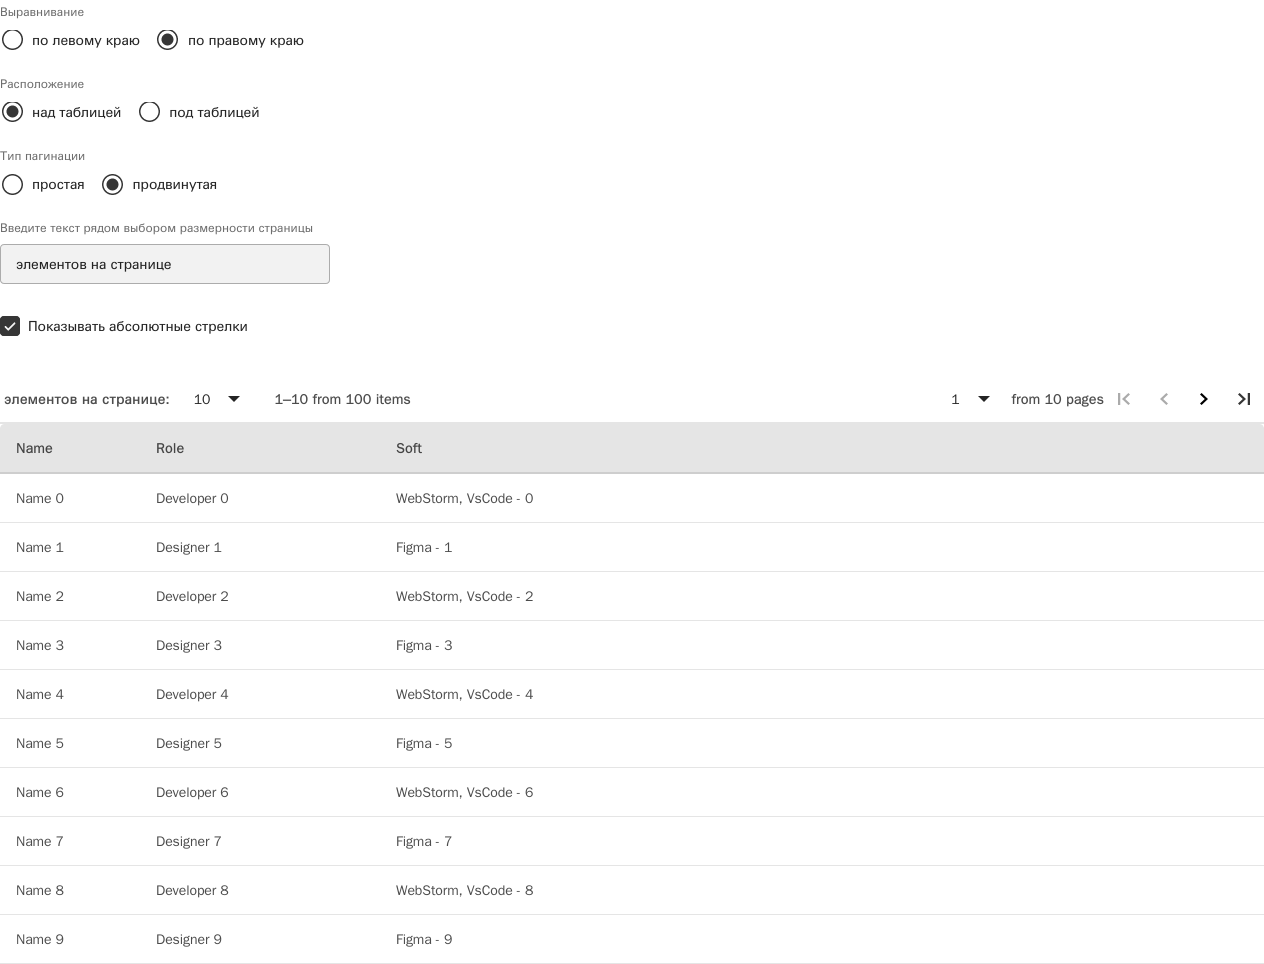 Выравнивание
по левому краю по правому краю
Расположение
над таблицей под таблицей
Тип пагинации
простая продвинутая
Введите текст рядом выбором размерности страницы
элементов на странице
Показывать абсолютные стрелки
элементов на странице: 10 1–10 from 100 items 1 from 10 pages
Name Role Soft
Name 0 Developer 0 WebStorm, VsCode - 0
Name 1 Designer 1 Figma - 1
Name 2 Developer 2 WebStorm, VsCode - 2
Name 3 Designer 3 Figma - 3
Name 4 Developer 4 WebStorm, VsCode - 4
Name 5 Designer 5 Figma - 5
Name 6 Developer 6 WebStorm, VsCode - 6
Name 7 Designer 7 Figma - 7
Name 8 Developer 8 WebStorm, VsCode - 8
Name 9 Designer 9 Figma - 9